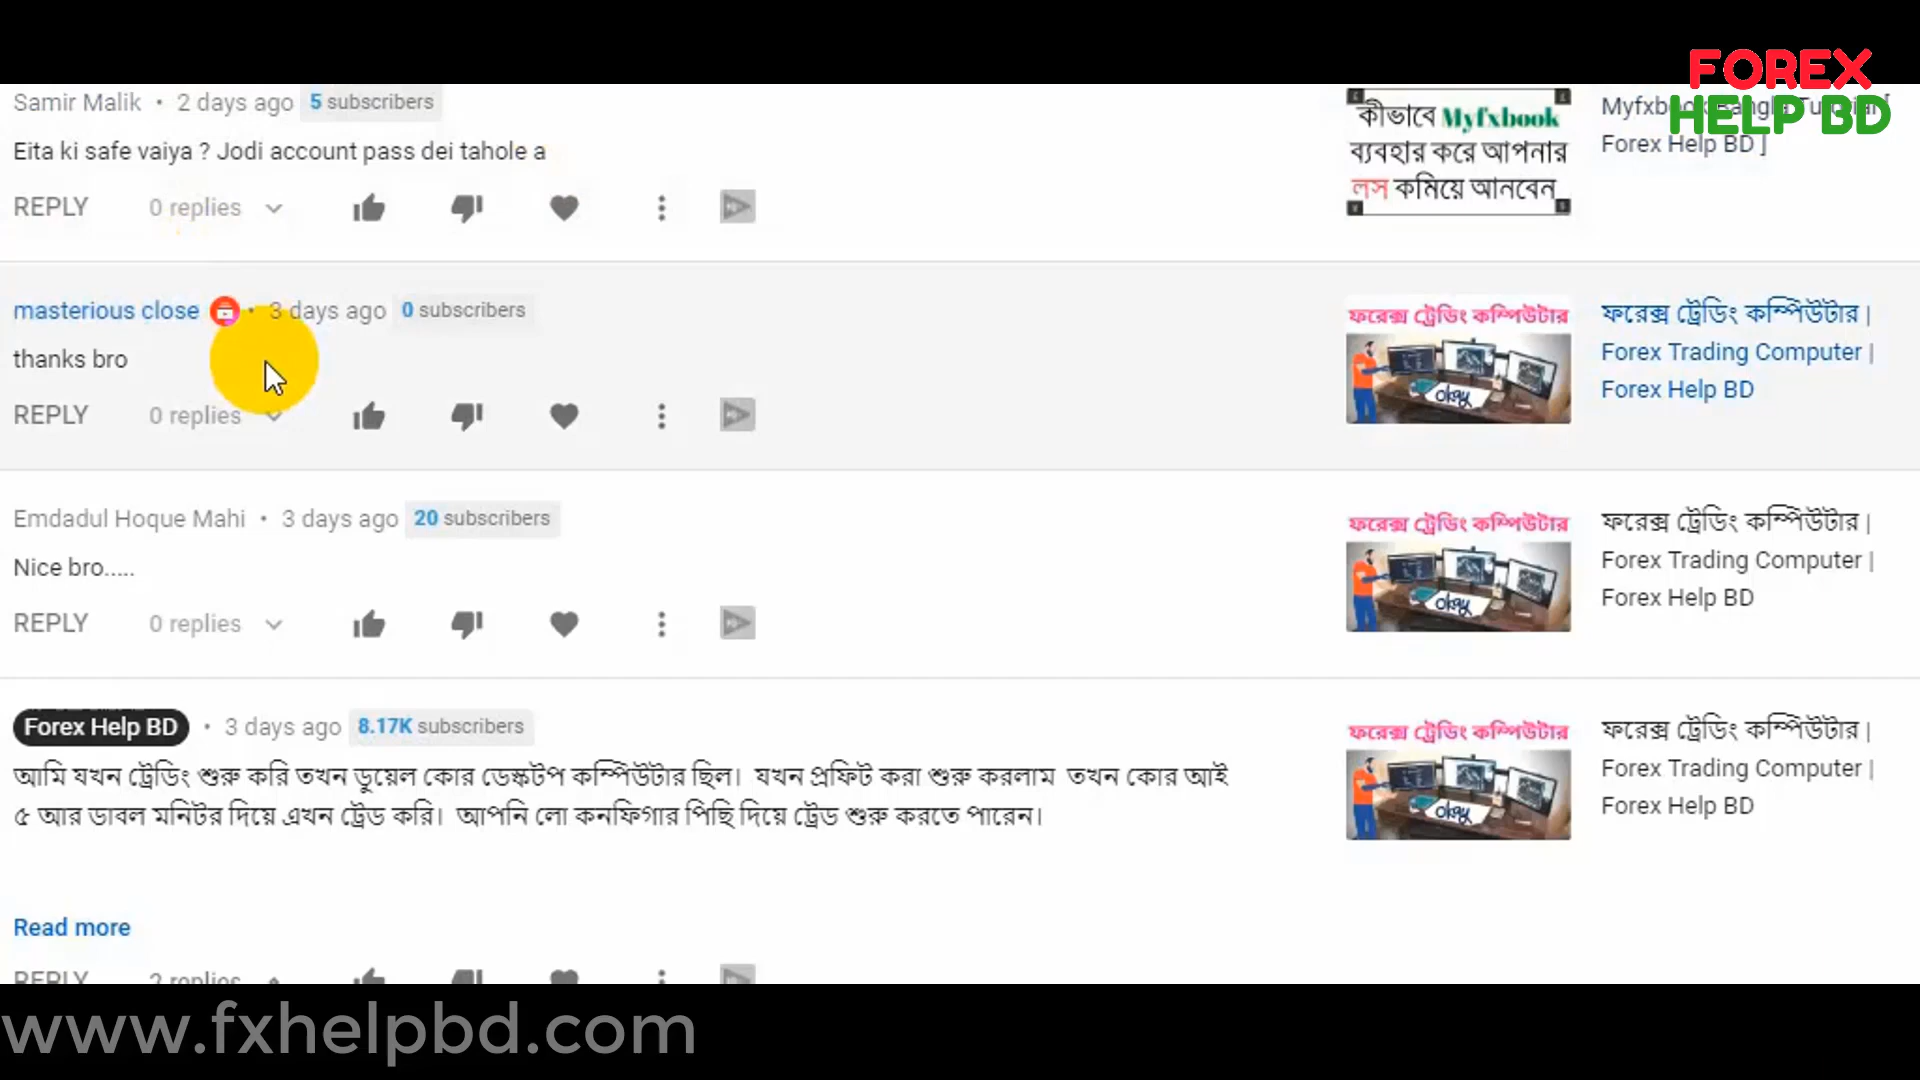 FOREX
HELP BD
Samir Malik • 2 days ago 5 subscribers
Eita ki safe vaiya ? Jodi account pass dei tahole a
REPLY 0 replies
কীভাবে Myfxbook
ব্যবহার করে আপনার
লস কমিয়ে আনবেন
Forex Help BD ]
masterious close • 3 days ago 0 subscribers
thanks bro
REPLY 0 replies
ফরেক্স ট্রেডিং কম্পিউটার
okay
ফরেক্স ট্রেডিং কম্পিউটার |
Forex Trading Computer |
Forex Help BD
Emdadul Hoque Mahi • 3 days ago 20 subscribers
Nice bro.....
REPLY 0 replies
ফরেক্স ট্রেডিং কম্পিউটার
okay
ফরেক্স ট্রেডিং কম্পিউটার |
Forex Trading Computer |
Forex Help BD
Forex Help BD • 3 days ago 8.17K subscribers
আমি যখন ট্রেডিং শুরু করি তখন ডুয়েল কোর ডেস্কটপ কম্পিউটার ছিল। যখন প্রফিট করা শুরু করলাম তখন কোর আই
৫ আর ডাবল মনিটর দিয়ে এখন ট্রেড করি। আপনি লো কনফিগার পিছি দিয়ে ট্রেড শুরু করতে পারেন।
Read more
REPLY 2 replies
ফরেক্স ট্রেডিং কম্পিউটার
okay
ফরেক্স ট্রেডিং কম্পিউটার |
Forex Trading Computer |
Forex Help BD
www.fxhelpbd.com